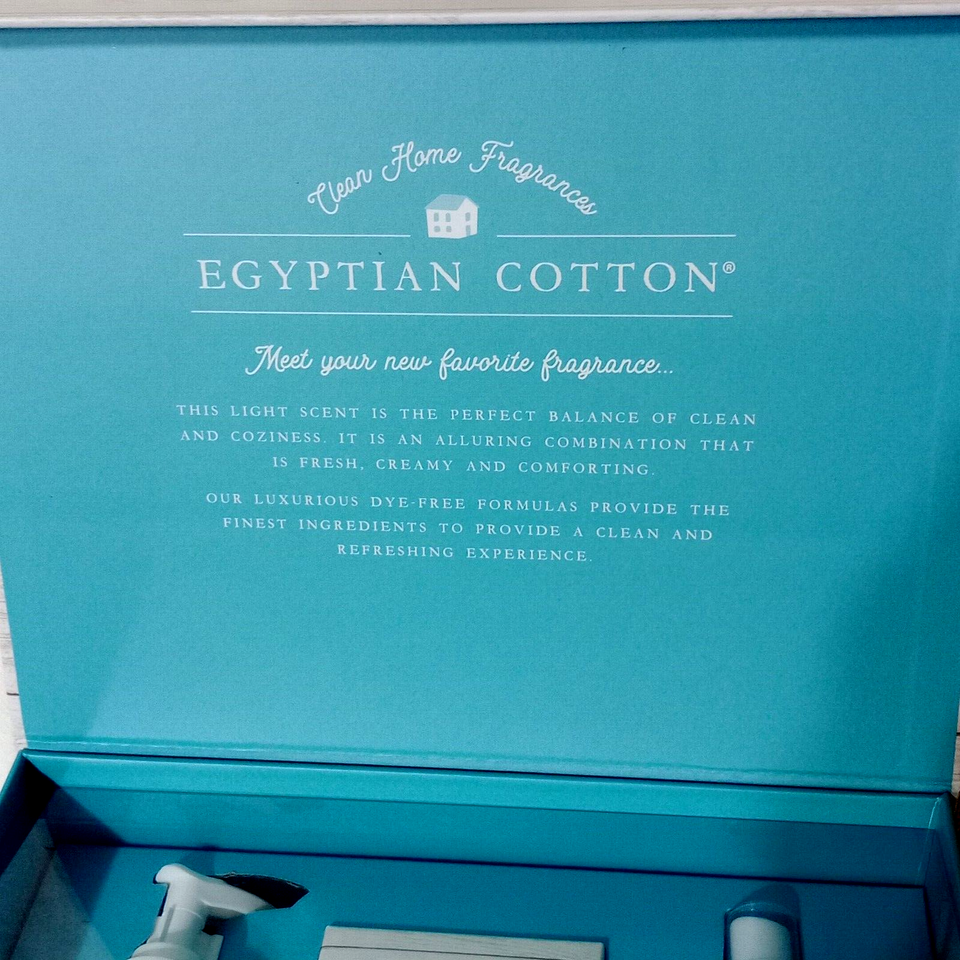 Clean Home Fragrances
EGYPTIAN COTTON®
Meet your new favorite fragrance...
THIS LIGHT SCENT IS THE PERFECT BALANCE OF CLEAN
AND COZINESS. IT IS AN ALLURING COMBINATION THAT
IS FRESH, CREAMY AND COMFORTING.
OUR LUXURIOUS DYE-FREE FORMULAS PROVIDE THE
FINEST INGREDIENTS TO PROVIDE A CLEAN AND
REFRESHING EXPERIENCE.